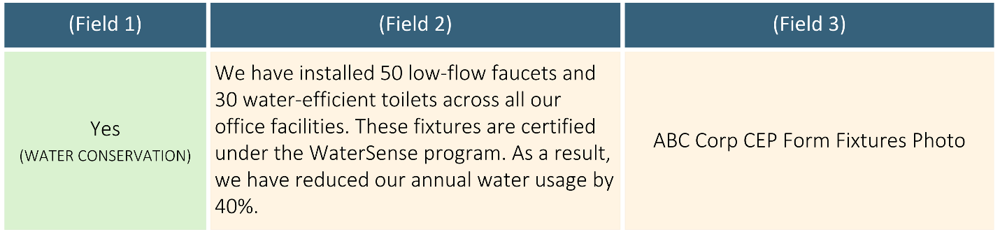 (Field 1)
(Field 2)
(Field 3)
Yes
(WATER CONSERVATION)
We have installed 50 low-flow faucets and
30 water-efficient toilets across all our
office facilities. These fixtures are certified
under the WaterSense program. As a result,
we have reduced our annual water usage by
40%.
ABC Corp CEP Form Fixtures Photo